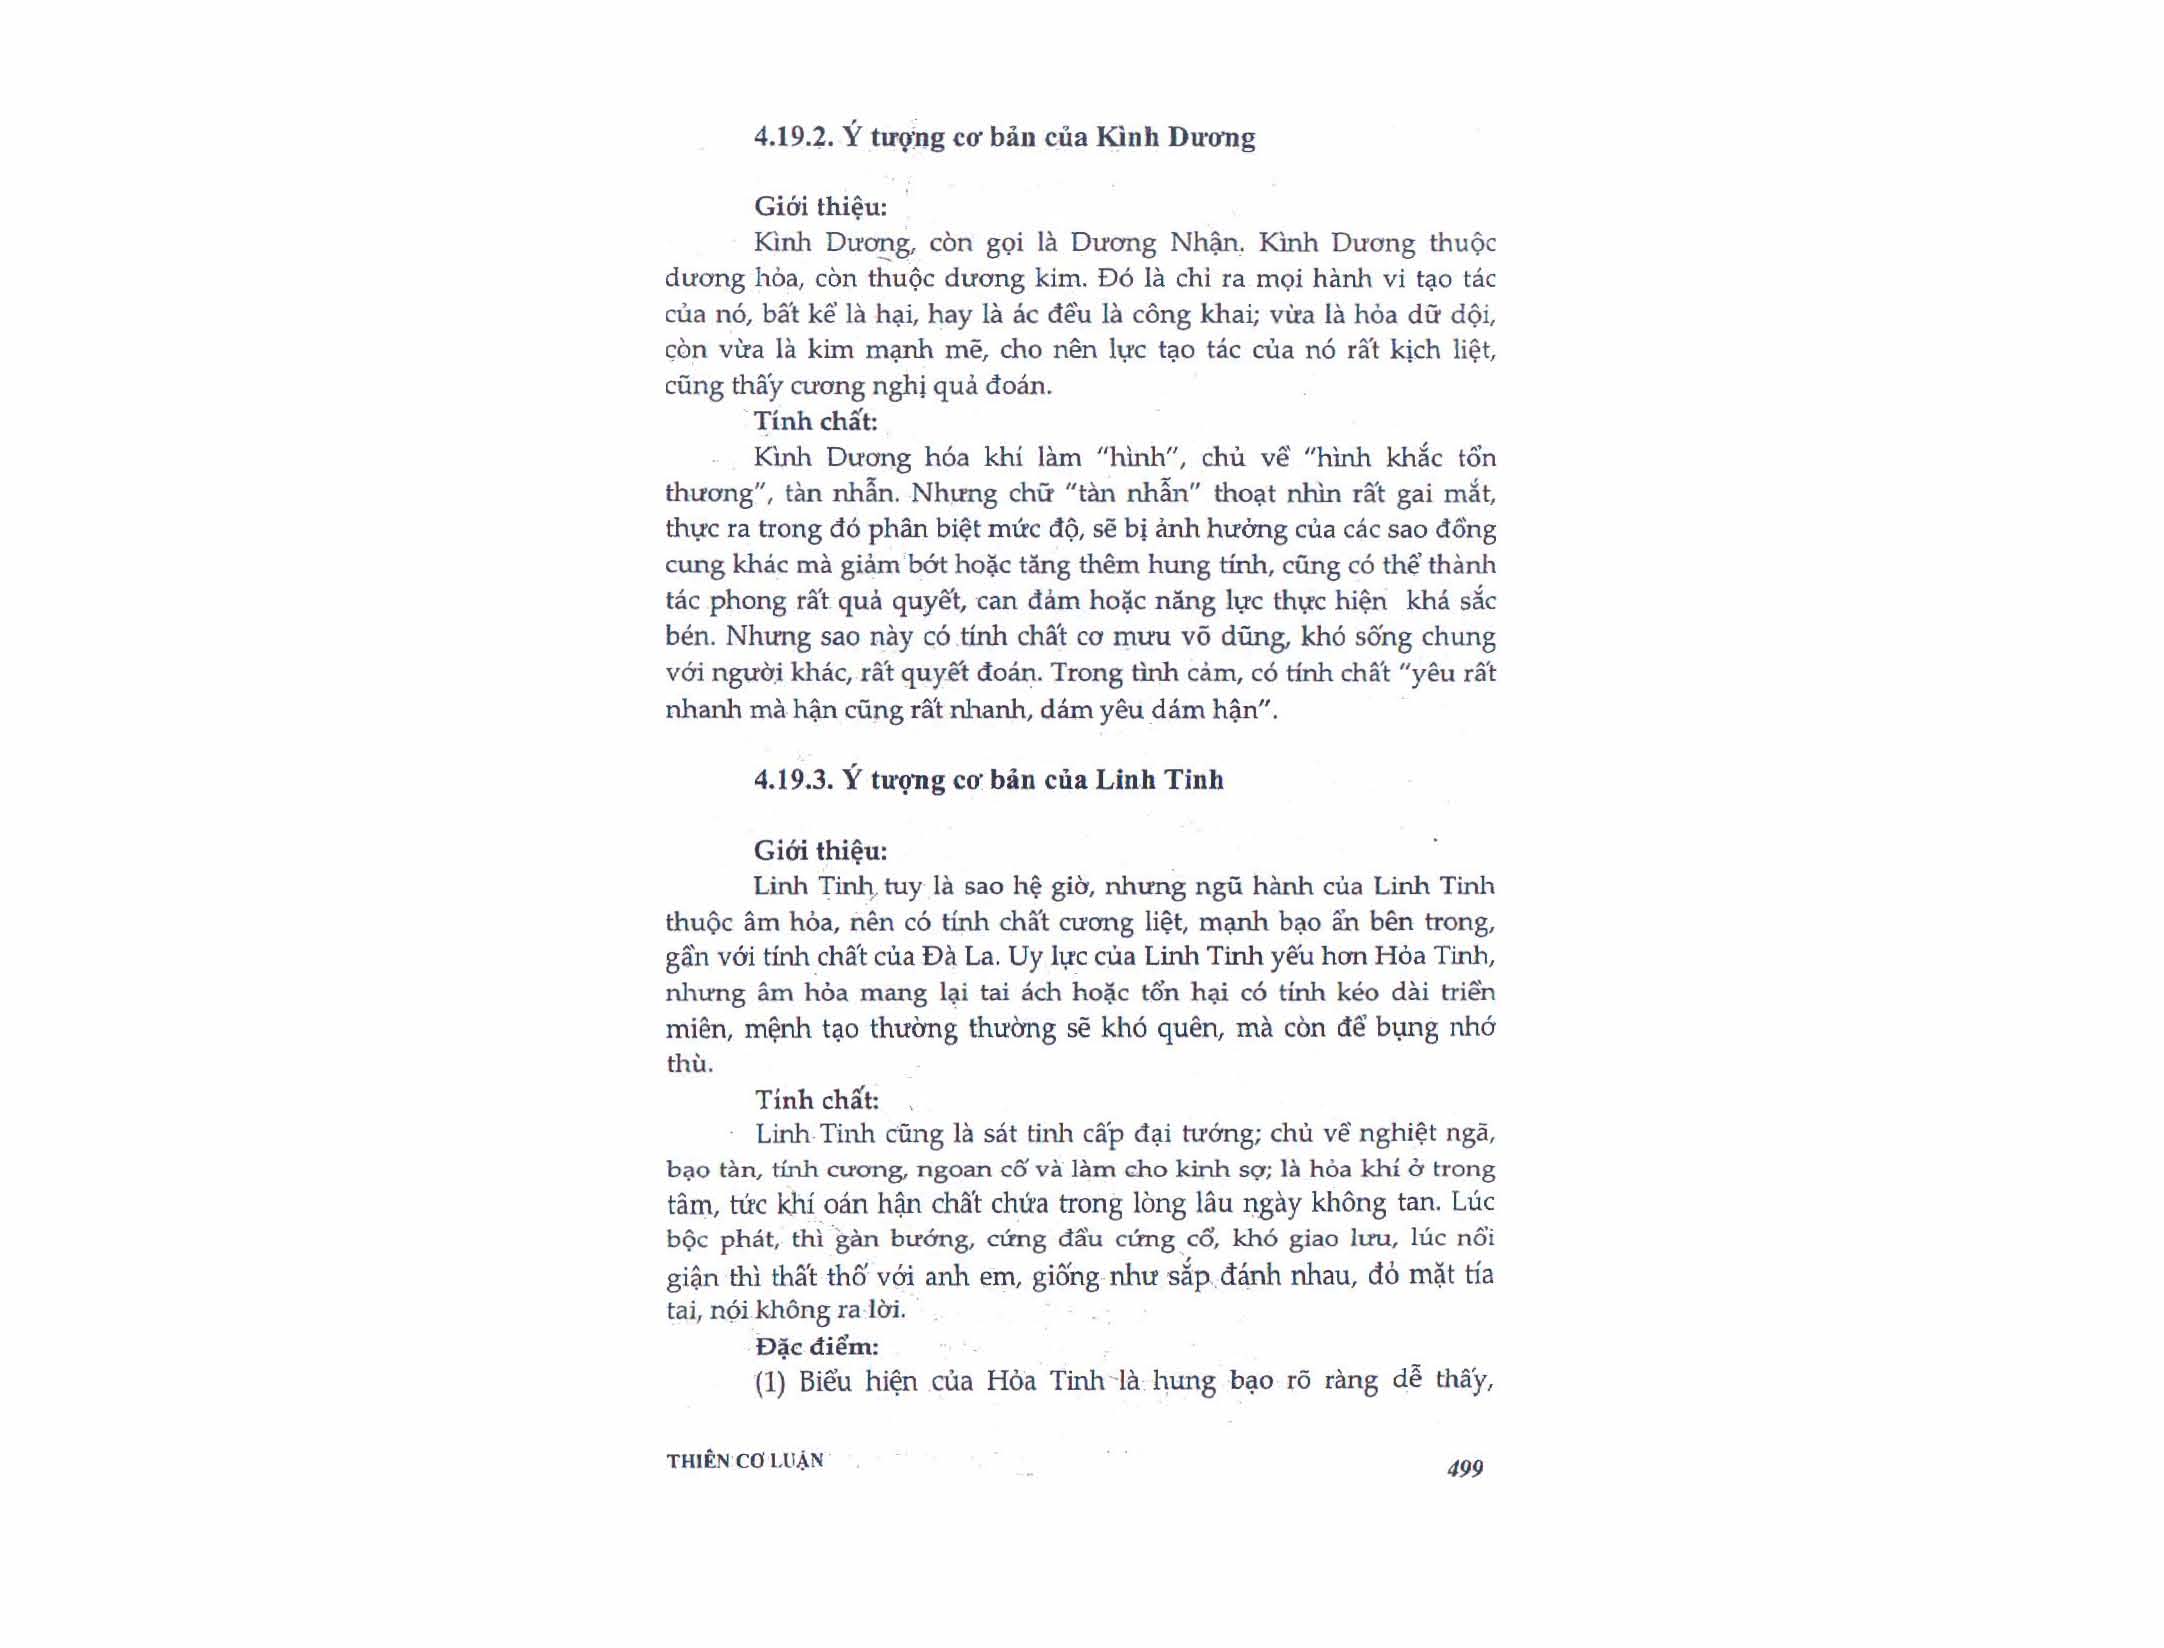 4.19.2. Ý tượng cơ bản của Kình Dương
Giới thiệu:
Kình Dương, còn gọi là Dương Nhận. Kình Dương thuộc
dương hỏa, còn thuộc dương kim. Đó là chỉ ra mọi hành vi tạo tác
của nó, bất kể là hại, hay là ác đều là công khai; vừa là hỏa dữ dội,
còn vừa là kim mạnh mẽ, cho nên lực tạo tác của nó rất kịch liệt,
cũng thấy cương nghị quả đoán.
Tính chất:
Kình Dương hóa khí làm "hình", chủ về "hình khắc tổn
thương", tàn nhẫn. Nhưng chữ "tàn nhẫn" thoạt nhìn rất gai mắt,
thực ra trong đó phân biệt mức độ, sẽ bị ảnh hưởng của các sao đồng
cung khác mà giảm bớt hoặc tăng thêm hung tính, cũng có thể thành
tác phong rất quả quyết, can đảm hoặc năng lực thực hiện khá sắc
bén. Nhưng sao này có tính chất cơ mưu võ dũng, khó sống chung
với người khác, rất quyết đoán. Trong tình cảm, có tính chất "yêu rất
nhanh mà hận cũng rất nhanh, dám yêu dám hận".
4.19.3. Ý tượng cơ bản của Linh Tinh
Giới thiệu:
Linh Tinh tuy là sao hệ giờ, nhưng ngũ hành của Linh Tinh
thuộc âm hỏa, nên có tính chất cương liệt, mạnh bạo ẩn bên trong,
gần với tính chất của Đà La. Uy lực của Linh Tinh yếu hơn Hỏa Tinh,
nhưng âm hỏa mang lại tai ách hoặc tổn hại có tính kéo dài triền
miên, mệnh tạo thường thường sẽ khó quên, mà còn để bụng nhớ
thù.
Tính chất:
Linh Tinh cũng là sát tinh cấp đại tướng; chủ về nghiệt ngã,
bạo tàn, tính cương, ngoan cố và làm cho kinh sợ; là hỏa khí ở trong
tâm, tức khí oán hận chất chứa trong lòng lâu ngày không tan. Lúc
bộc phát, thì gàn bướng, cứng đầu cứng cổ, khó giao lưu, lúc nổi
giận thì thất thố với anh em, giống như sắp đánh nhau, đỏ mặt tía
tai, nói không ra lời.
Đặc điểm:
(1) Biểu hiện của Hỏa Tinh là hung bạo rõ ràng dễ thấy,
THIÊN CƠ LUẬN
499